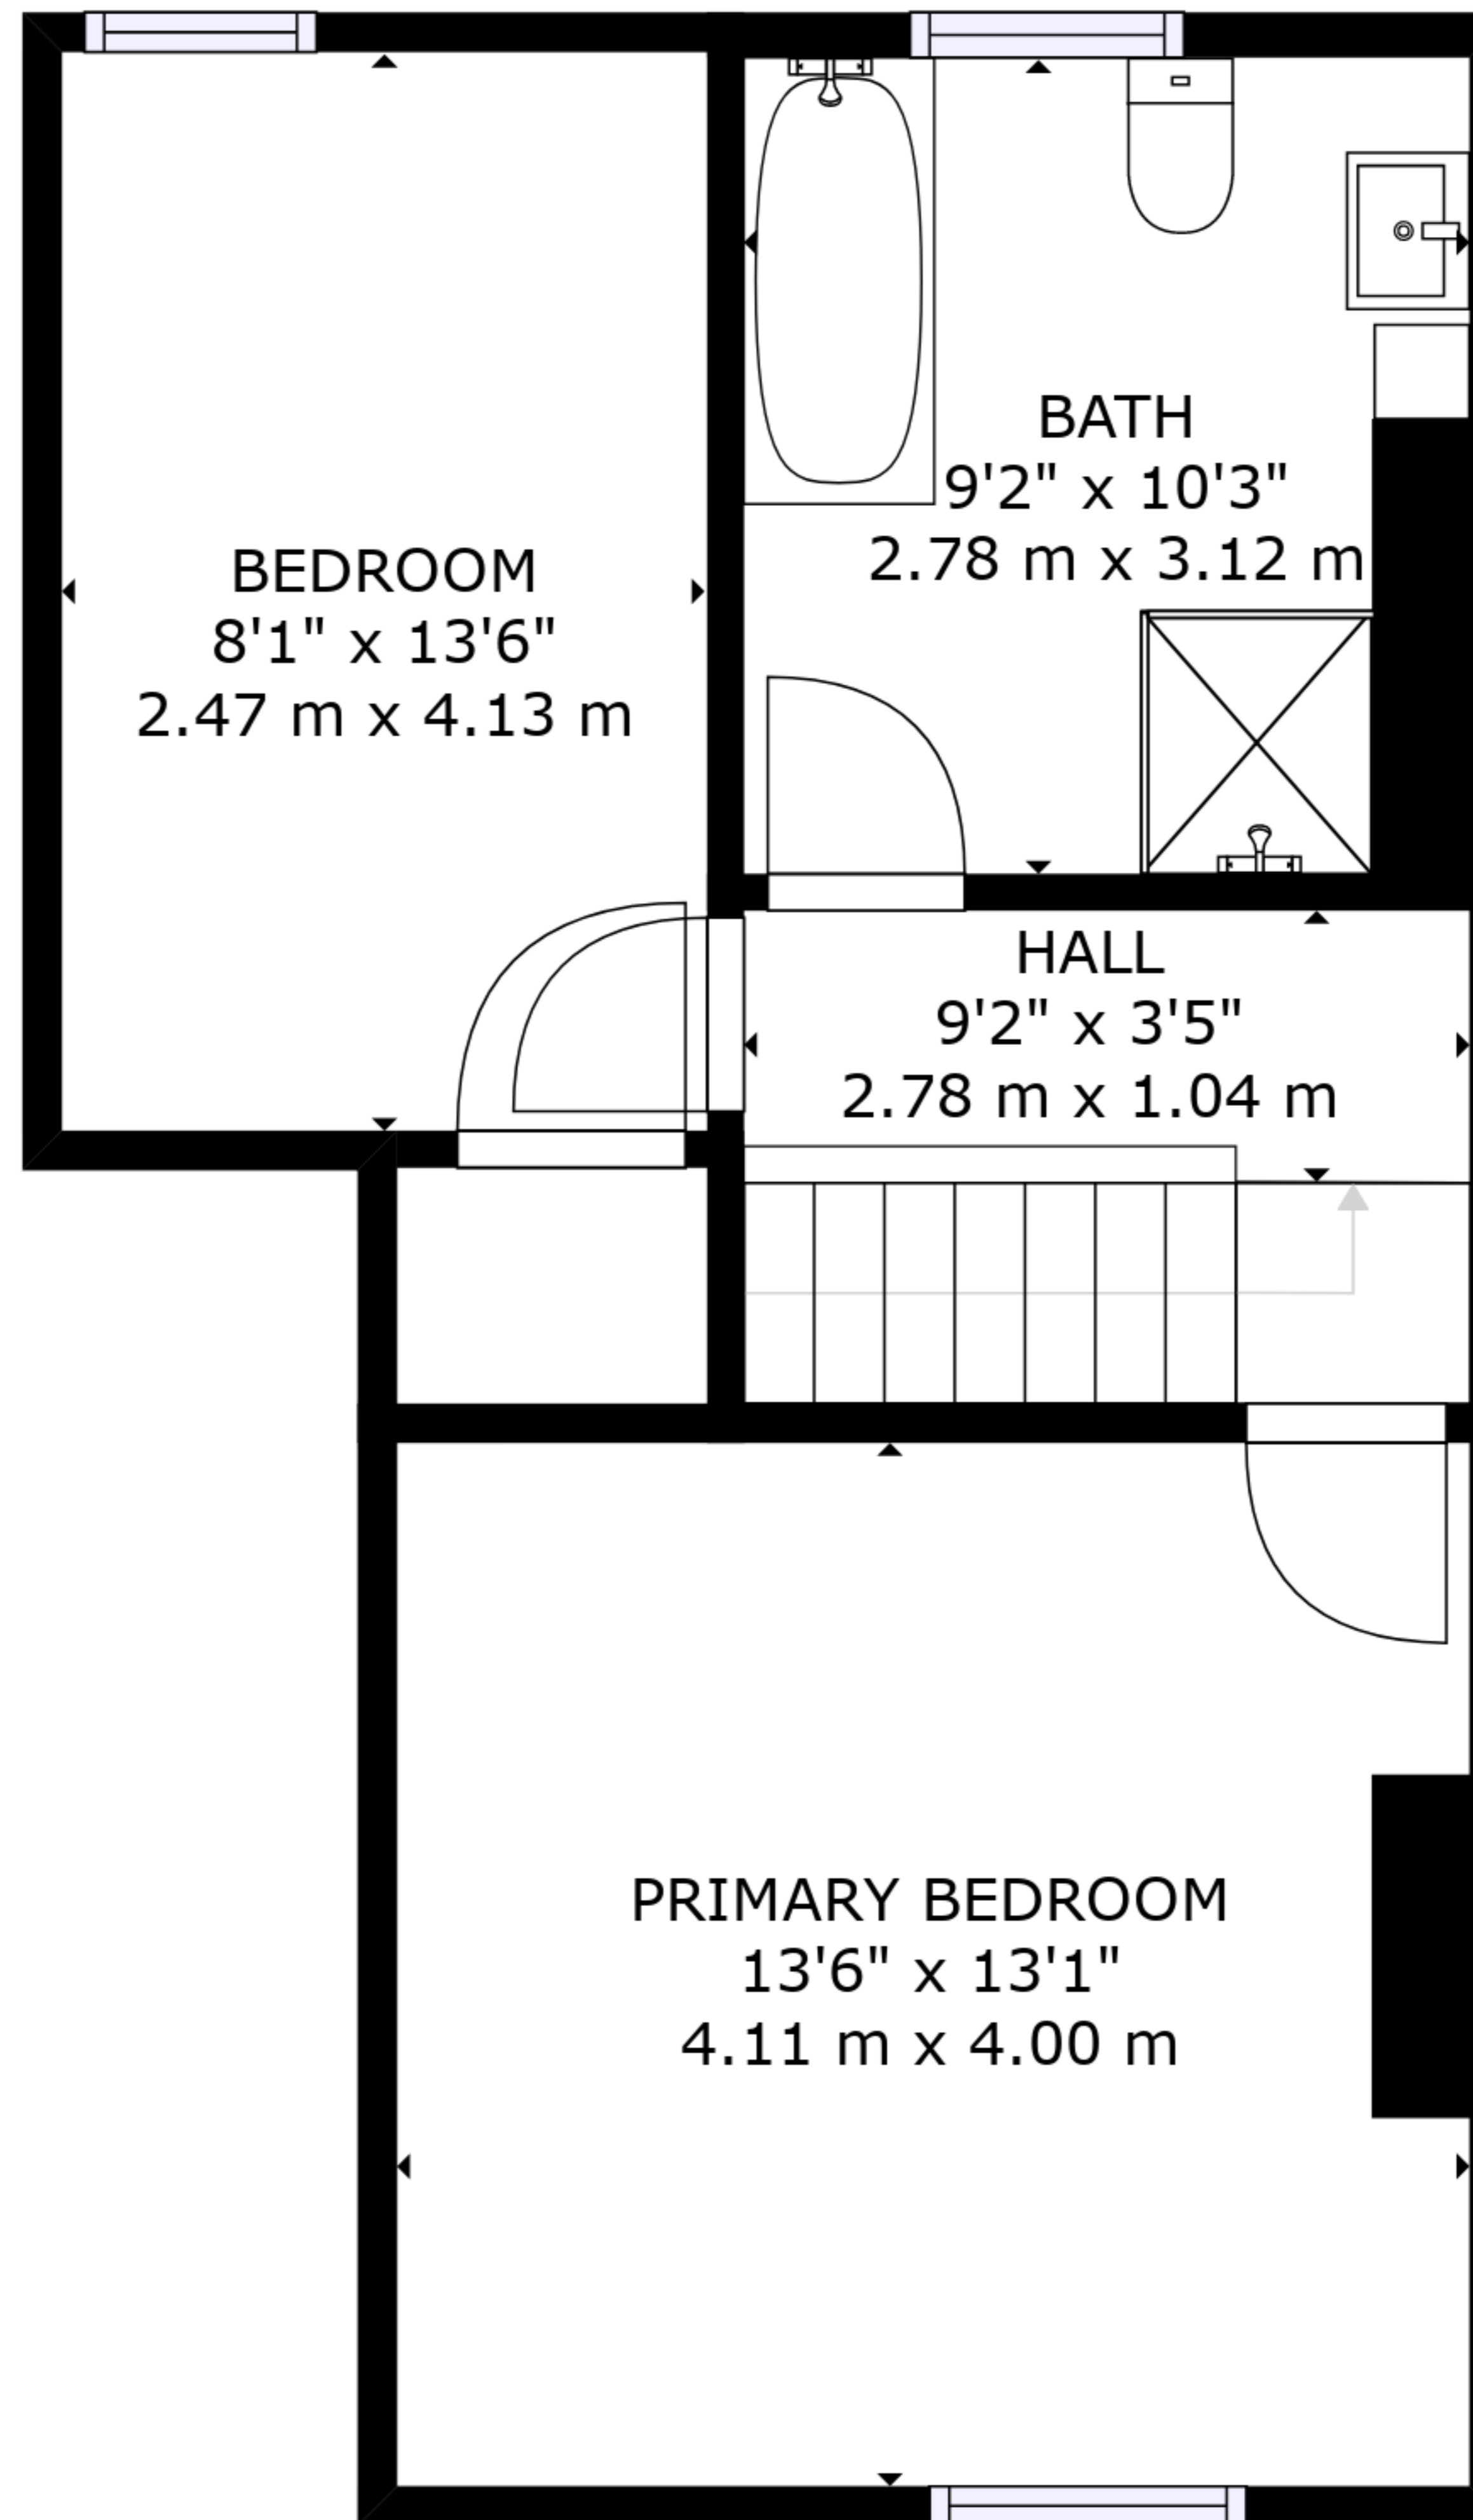 BATH
9'2" x 10'3"
2.78 m x 3.12 m
BEDROOM
8'1" x 13'6"
2.47 m x 4.13 m
HALL
9'2" x 3'5"
2.78 m x 1.04 m
PRIMARY BEDROOM
13'6" x 13'1"
4.11 m x 4.00 m